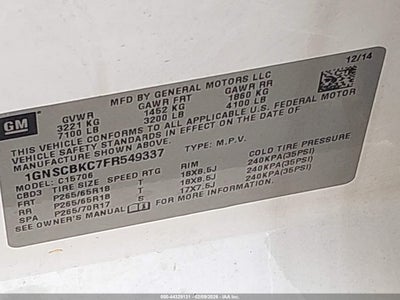 12/14
GM
MFD BY GENERAL MOTORS LLC
GVWR GAWR FRT GAWR RR
3221 KG 1452 KG 1860 KG
7100 LB 3200 LB 4100 LB
THIS VEHICLE CONFORMS TO ALL APPLICABLE U.S. FEDERAL MOTOR
VEHICLE SAFETY STANDARDS IN EFFECT ON THE DATE OF
MANUFACTURE SHOWN ABOVE.
1GNSCBKC7FR549337 TYPE: M.P.V.
MODEL: C15706
CBD3 TIRE SIZE SPEED RTG RIM COLD TIRE PRESSURE
FRT P265/65R18 S 18X8.5J 240KPA(35PSI)
RR P265/65R18 S 18X8.5J 240KPA(35PSI)
SPA P265/70R17 17X7.5J 240KPA(35PSI)
SEE OWNER'S MANUAL FOR MORE INFORMATION.